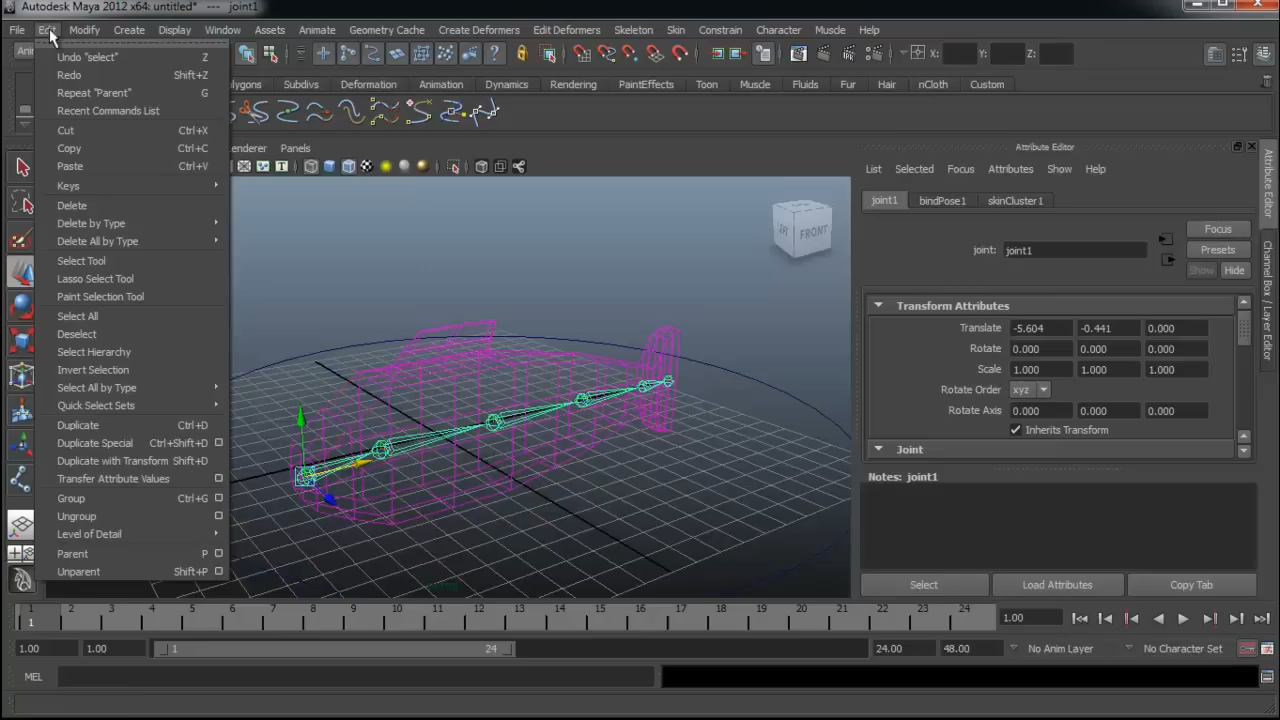 Autodesk Maya 2012 x64: untitled* --- joint1
File Edit Modify Create Display Window Assets Animate Geometry Cache Create Deformers Edit Deformers Skeleton Skin Constrain Character Muscle Help
X: Y: Z:
Undo "select" Z
Redo Shift+Z
Repeat "Parent" G
Recent Commands List
Cut Ctrl+X
Copy Ctrl+C
Paste Ctrl+V
Keys
Delete
Delete by Type
Delete All by Type
Select Tool
Lasso Select Tool
Paint Selection Tool
Select All
Deselect
Select Hierarchy
Invert Selection
Select All by Type
Quick Select Sets
Duplicate Ctrl+D
Duplicate Special Ctrl+Shift+D
Duplicate with Transform Shift+D
Transfer Attribute Values
Group Ctrl+G
Ungroup
Level of Detail
Parent P
Unparent Shift+P
Subdivs Deformation Animation Dynamics Rendering PaintEffects Toon Muscle Fluids Fur Hair nCloth Custom
Panels
FRONT
Attribute Editor
List Selected Focus Attributes Show Help
joint1 bindPose1 skinCluster1
Focus
joint: joint1 Presets
Show Hide
Transform Attributes
Translate -5.604 -0.441 0.000
Rotate 0.000 0.000 0.000
Scale 1.000 1.000 1.000
Rotate Order xyz
Rotate Axis 0.000 0.000 0.000
Inherits Transform
Joint
Notes: joint1
Select Load Attributes Copy Tab
Attribute Editor
Channel Box / Layer Editor
1 2 3 4 5 6 7 8 9 10 11 12 13 14 15 16 17 18 19 20 21 22 23 24
1 1.00
1.00 1.00 1 24 24.00 48.00 No Anim Layer No Character Set
MEL